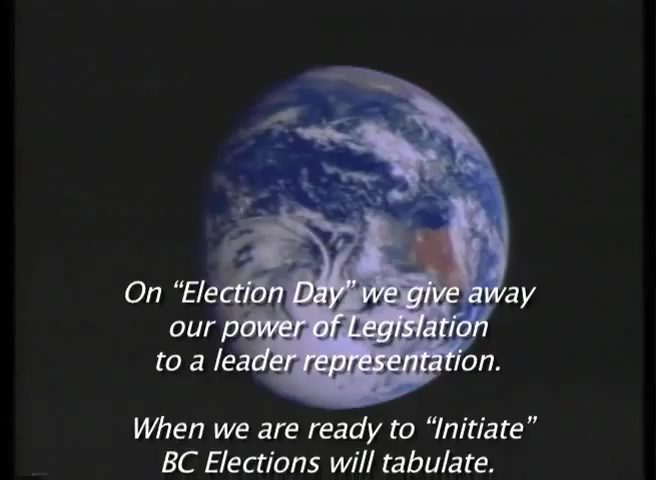 On “Election Day” we give away
our power of Legislation
to a leader representation.
When we are ready to “Initiate”
BC Elections will tabulate.